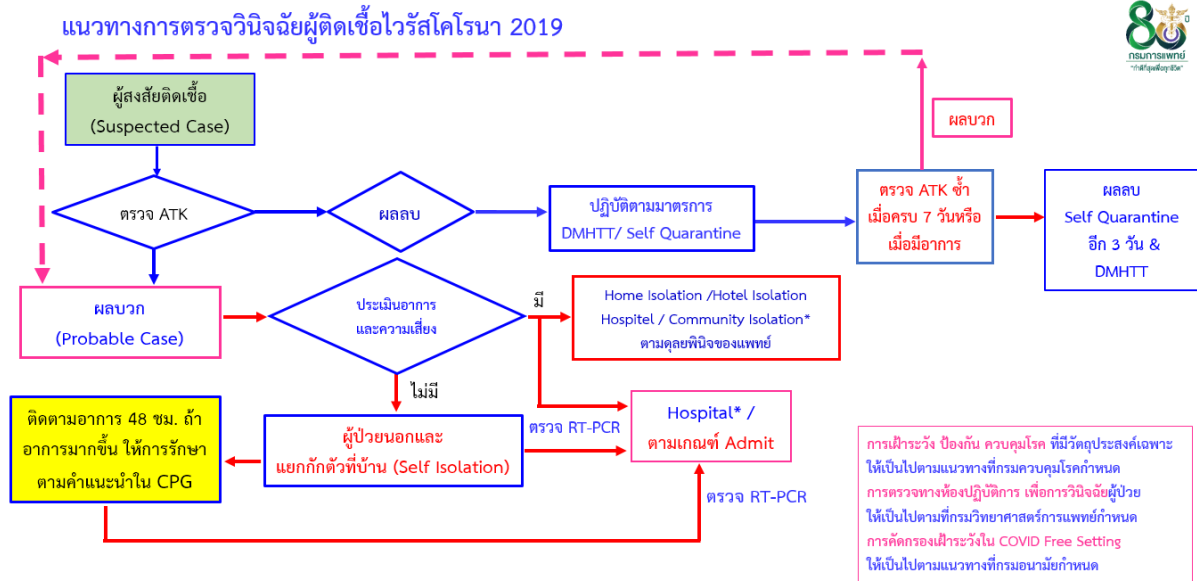 แนวทางการตรวจวินิจฉัยผู้ติดเชื้อไวรัสโคโรนา 2019
80 ปี
กรมการแพทย์
"ทำดีที่สุดเพื่อทุกชีวิต"
ผู้สงสัยติดเชื้อ
(Suspected Case)
ผลบวก
ตรวจ ATK
ผลลบ
ปฏิบัติตามมาตรการ
DMHTT/ Self Quarantine
ตรวจ ATK ซ้ำ
เมื่อครบ 7 วันหรือ
เมื่อมีอาการ
ผลลบ
Self Quarantine
อีก 3 วัน &
DMHTT
ผลบวก
(Probable Case)
ประเมินอาการ
และความเสี่ยง
มี
Home Isolation /Hotel Isolation
Hospitel / Community Isolation*
ตามดุลยพินิจของแพทย์
ไม่มี
ติดตามอาการ 48 ชม. ถ้า
อาการมากขึ้น ให้การรักษา
ตามคำแนะนำใน CPG
ผู้ป่วยนอกและ
แยกกักตัวที่บ้าน (Self Isolation)
ตรวจ RT-PCR
Hospital* /
ตามเกณฑ์ Admit
ตรวจ RT-PCR
การเฝ้าระวัง ป้องกัน ควบคุมโรค ที่มีวัตถุประสงค์เฉพาะ
ให้เป็นไปตามแนวทางที่กรมควบคุมโรคกำหนด
การตรวจทางห้องปฏิบัติการ เพื่อการวินิจฉัยผู้ป่วย
ให้เป็นไปตามที่กรมวิทยาศาสตร์การแพทย์กำหนด
การคัดกรองเฝ้าระวังใน COVID Free Setting
ให้เป็นไปตามแนวทางที่กรมอนามัยกำหนด